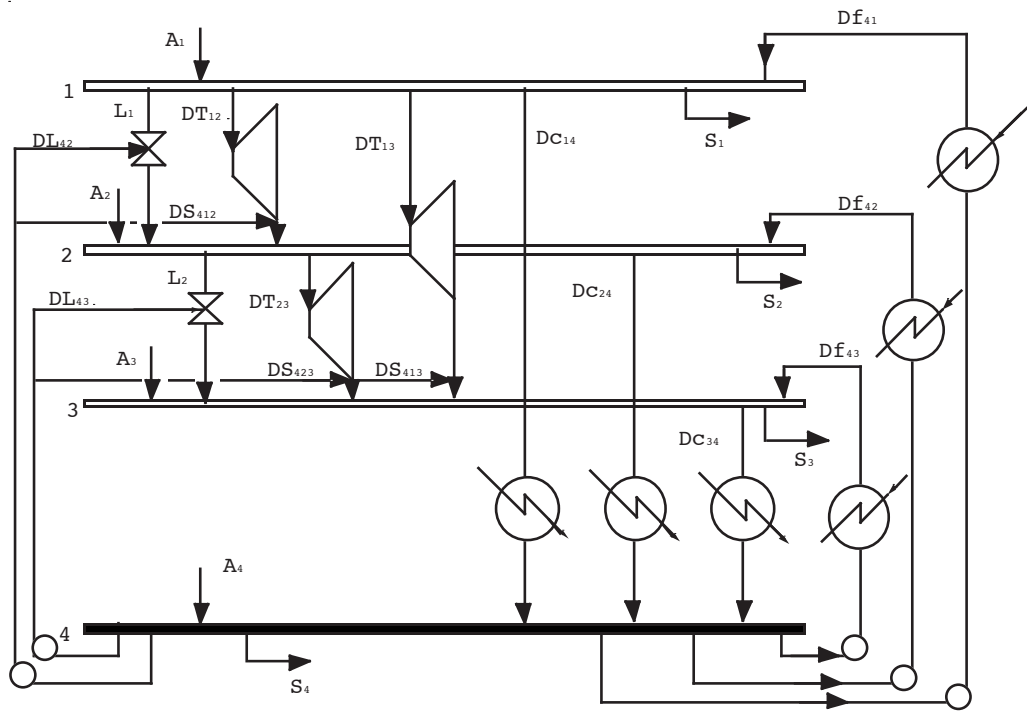 Df₄₁
A₁
1
L₁
DT₁₂.
DL₄₂
DT₁₃
Dc₁₄
S₁
A₂
DS₄₁₂
Df₄₂
2
L₂
DL₄₃.
DT₂₃
Dc₂₄
S₂
A₃
DS₄₂₃
DS₄₁₃
Df₄₃
3
Dc₃₄
S₃
A₄
4
S₄